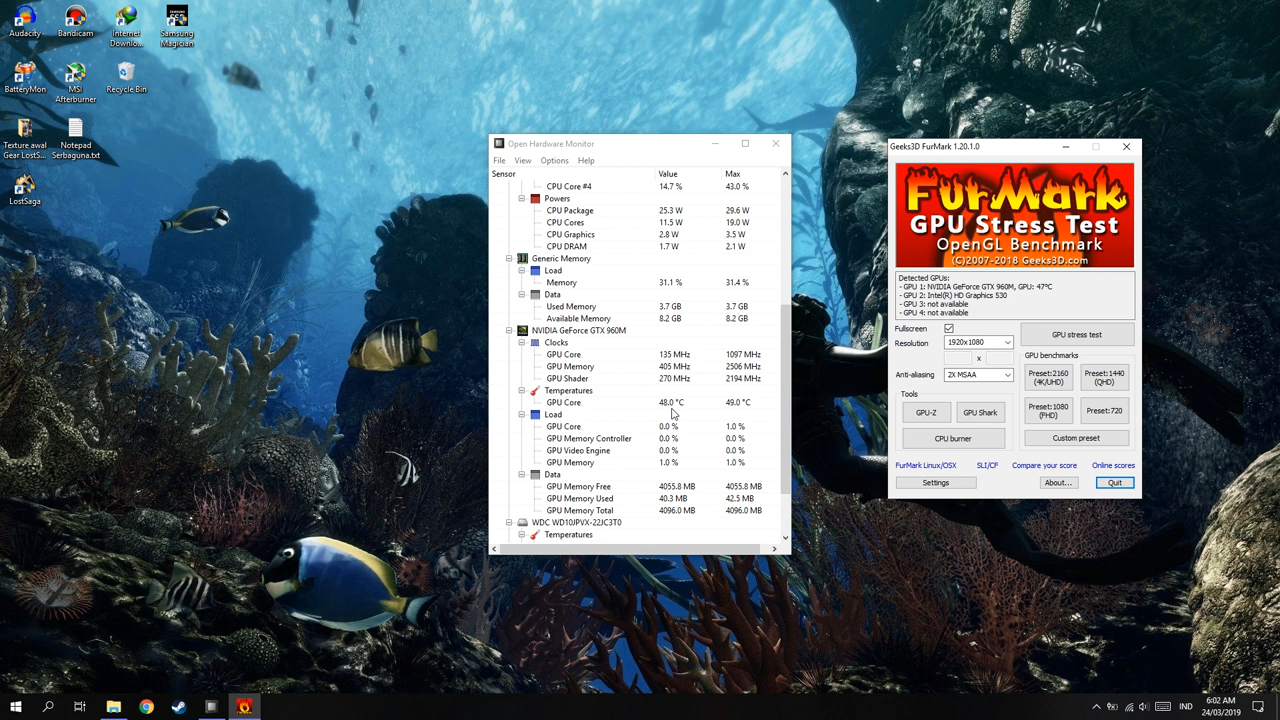 Audacity
Bandicam
Internet
Downlo...
Samsung
Magician
BatteryMon
MSI
Afterburner
Recycle Bin
Texture awal
Gear LostS...
Notepad
Serbaguna.txt
LostSaga
Open Hardware Monitor
File View Options Help
Sensor Value Max
CPU Core #4 14.7 % 43.0 %
Powers
CPU Package 25.3 W 29.6 W
CPU Cores 11.5 W 19.0 W
CPU Graphics 2.8 W 3.5 W
CPU DRAM 1.7 W 2.1 W
Generic Memory
Load
Memory 31.1 % 31.4 %
Data
Used Memory 3.7 GB 3.7 GB
Available Memory 8.2 GB 8.2 GB
NVIDIA GeForce GTX 960M
Clocks
GPU Core 135 MHz 1097 MHz
GPU Memory 405 MHz 2506 MHz
GPU Shader 270 MHz 2194 MHz
Temperatures
GPU Core 48.0 °C 49.0 °C
Load
GPU Core 0.0 % 1.0 %
GPU Memory Controller 0.0 % 0.0 %
GPU Video Engine 0.0 % 0.0 %
GPU Memory 1.0 % 1.0 %
Data
GPU Memory Free 4055.8 MB 4055.8 MB
GPU Memory Used 40.3 MB 42.5 MB
GPU Memory Total 4096.0 MB 4096.0 MB
WDC WD10JPVX-22JC3T0
Temperatures
Geeks3D FurMark 1.20.1.0
FurMark
GPU Stress Test
OpenGL Benchmark
(C)2007-2018 Geeks3D.com
Detected GPUs:
- GPU 1: NVIDIA GeForce GTX 960M, GPU: 47°C
- GPU 2: Intel(R) HD Graphics 530
- GPU 3: not available
- GPU 4: not available
Fullscreen
GPU stress test
Resolution 1920x1080
x
Anti-aliasing 2X MSAA
GPU benchmarks
Preset:2160
(4K/UHD)
Preset:1440
(QHD)
Preset:1080
(FHD)
Preset:720
Custom preset
Tools
GPU-Z GPU Shark
CPU burner
FurMark Linux/OSX SLI/CF Compare your score Online scores
Settings About... Quit
IND
6:02 AM
24/03/2019